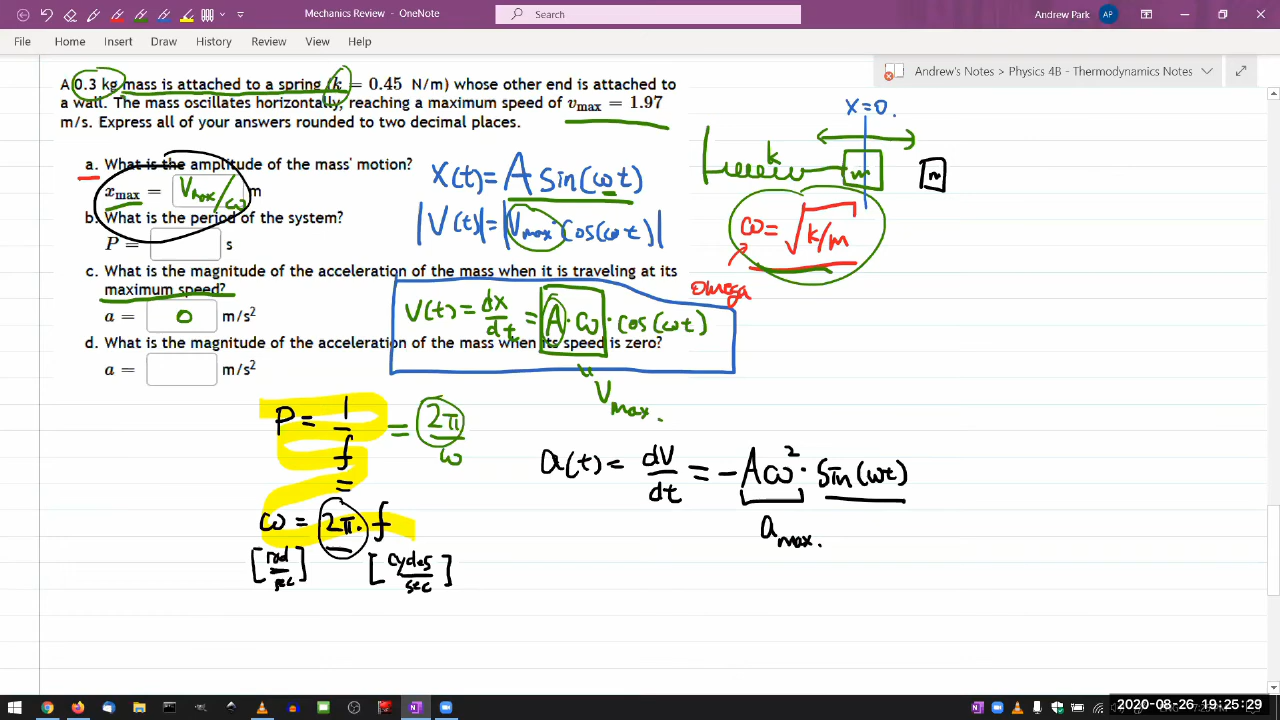 Mechanics Review - OneNote
Search
Andrew Park AP
File Home Insert Draw History Review View Help
Andrew's Notes > Physic 4B - Thermodynamics Notes
A 0.3 kg mass is attached to a spring (k = 0.45 N/m) whose other end is attached to
a wall. The mass oscillates horizontally, reaching a maximum speed of vmax = 1.97
m/s. Express all of your answers rounded to two decimal places.
a. What is the amplitude of the mass' motion?
xmax = Vmax/ω m
b. What is the period of the system?
P = s
c. What is the magnitude of the acceleration of the mass when it is traveling at its
maximum speed?
a = 0 m/s²
d. What is the magnitude of the acceleration of the mass when its speed is zero?
a = m/s²
X=0.
k
m
m
X(t)= A sin(ωt)
|V(t)|=|Vmax·cos(ωt)|
ω= √k/m
Omega
V(t)= dx/dt = A·ω·cos(ωt)
Vmax.
P= 1/f = 2π/ω
=
ω = 2π·f
[rad/sec] [cycles/sec]
a(t)= dV/dt = -Aω²· sin(ωt)
amax.
2020-08-26 19:25:29